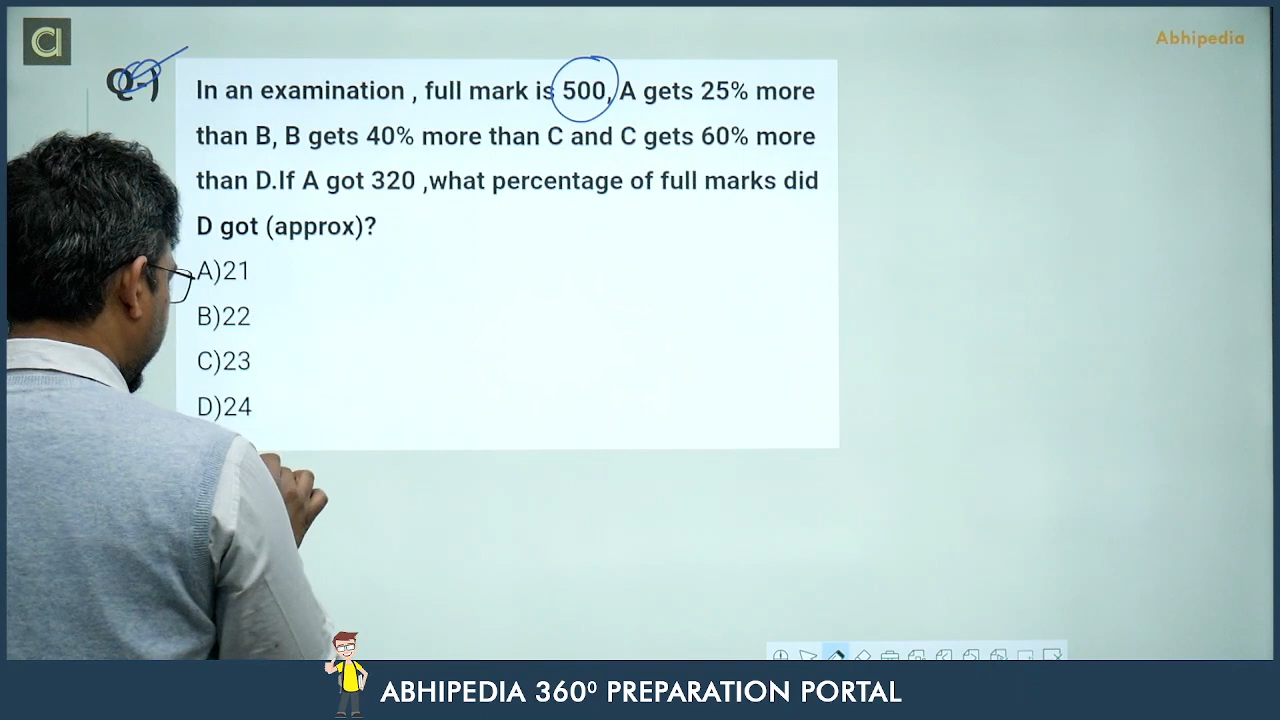 Abhipedia
Q-1
In an examination , full mark is 500, A gets 25% more
than B, B gets 40% more than C and C gets 60% more
than D.If A got 320 ,what percentage of full marks did
D got (approx)?
A)21
B)22
C)23
D)24
ABHIPEDIA 360⁰ PREPARATION PORTAL